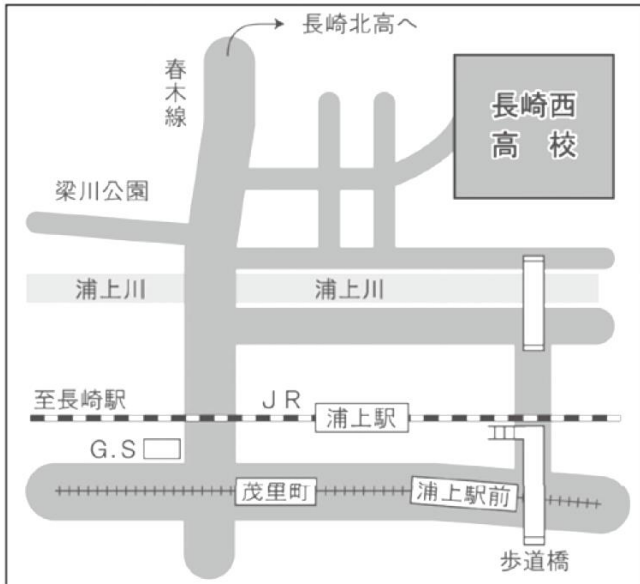 長崎北高へ
春木線
長崎西
高 校
梁川公園
浦上川
浦上川
至長崎駅
JR
浦上駅
G.S
茂里町
浦上駅前
歩道橋